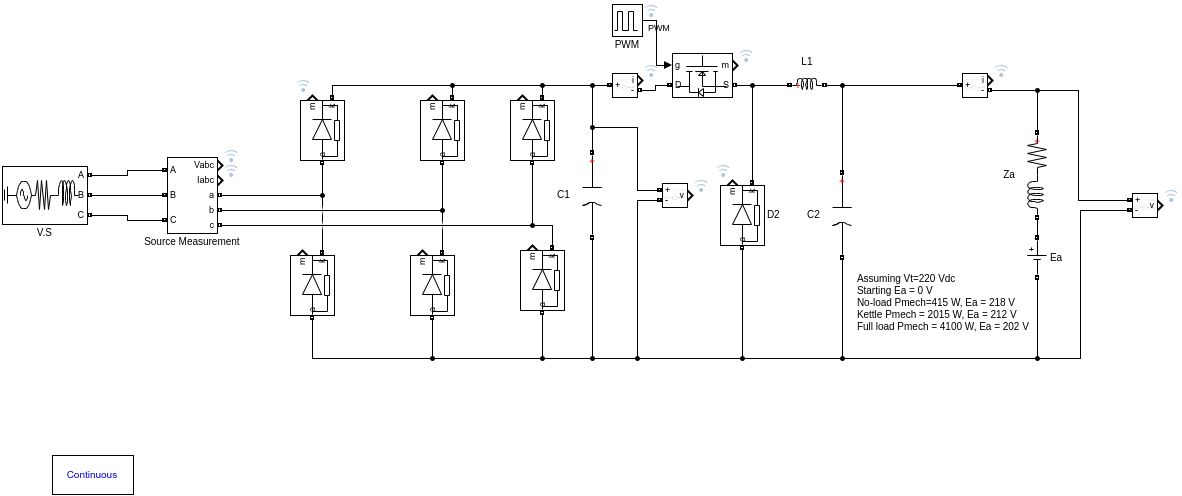 PWM
PWM
g
m
D
S
i
+
-
L1
i
+
-
m
m
m
Vabc
Iabc
A
B
C
A
B
C
a
b
c
V.S
Source Measurement
C1
+
-
v
m
D2
C2
Za
+
-
v
+
Ea
m
m
m
Assuming Vt=220 Vdc
Starting Ea = 0 V
No-load Pmech=415 W, Ea = 218 V
Kettle Pmech = 2015 W, Ea = 212 V
Full load Pmech = 4100 W, Ea = 202 V
Continuous